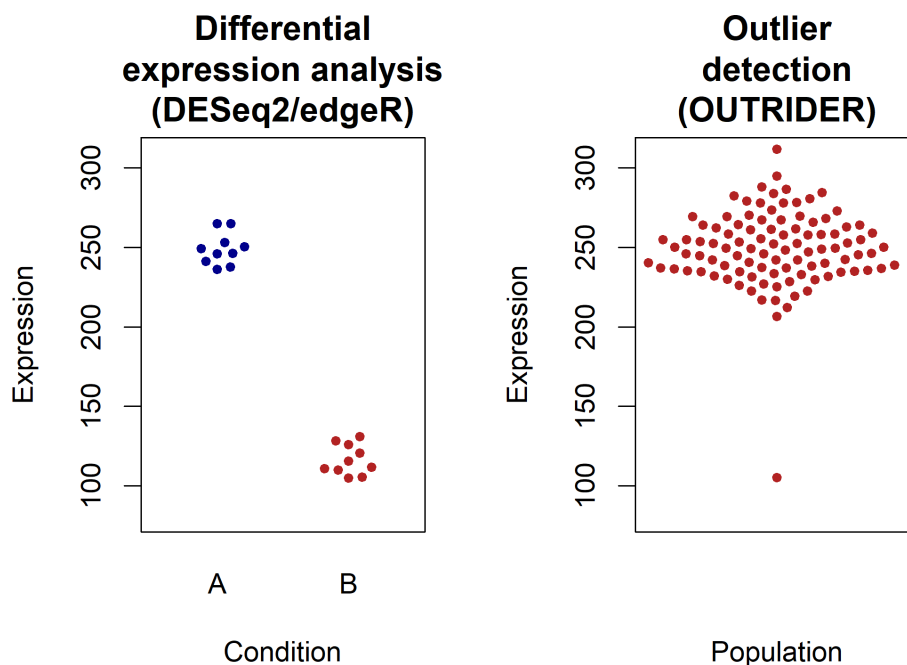 Differential
expression analysis
(DESeq2/edgeR)
Expression
300
250
200
150
100
A
B
Condition
Outlier
detection
(OUTRIDER)
Expression
300
250
200
150
100
Population